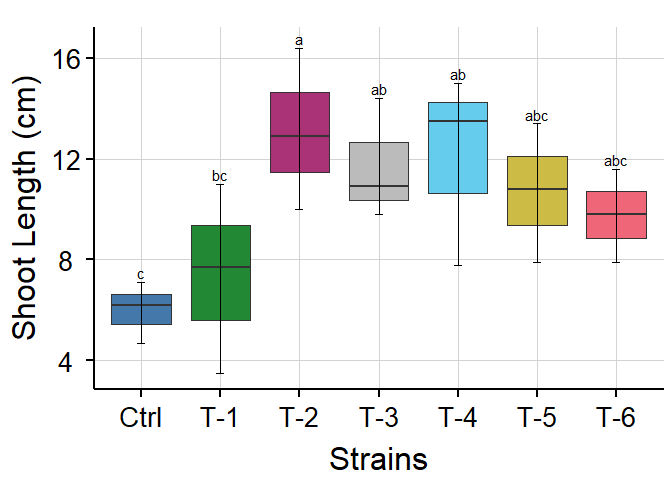 Shoot Length (cm)
16
12
8
4
c
bc
a
ab
ab
abc
abc
Ctrl T-1 T-2 T-3 T-4 T-5 T-6
Strains